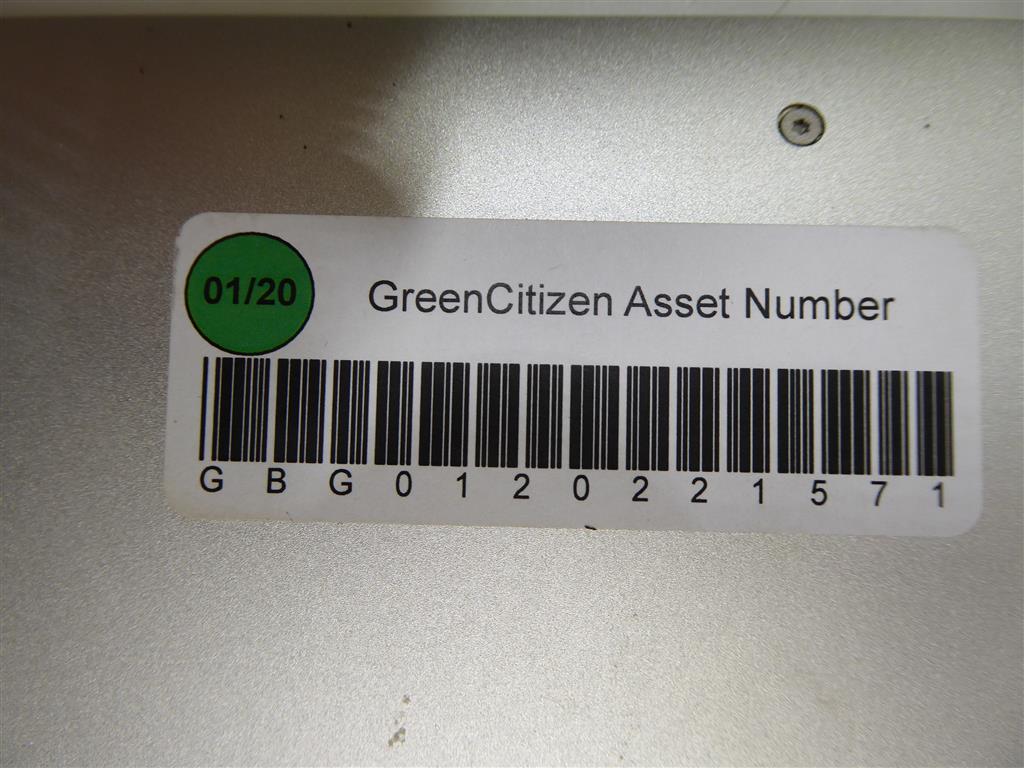 01/20
GreenCitizen Asset Number
G B G 0 1 2 0 2 2 1 5 7 1